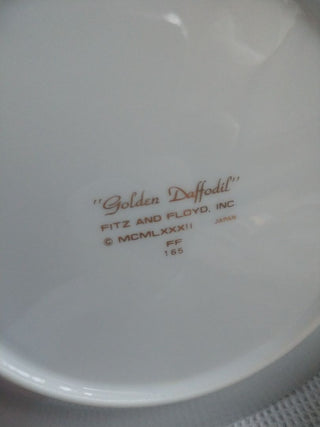 "Golden Daffodil"
FITZ AND FLOYD, INC.
© MCMLXXXII JAPAN
FF
165